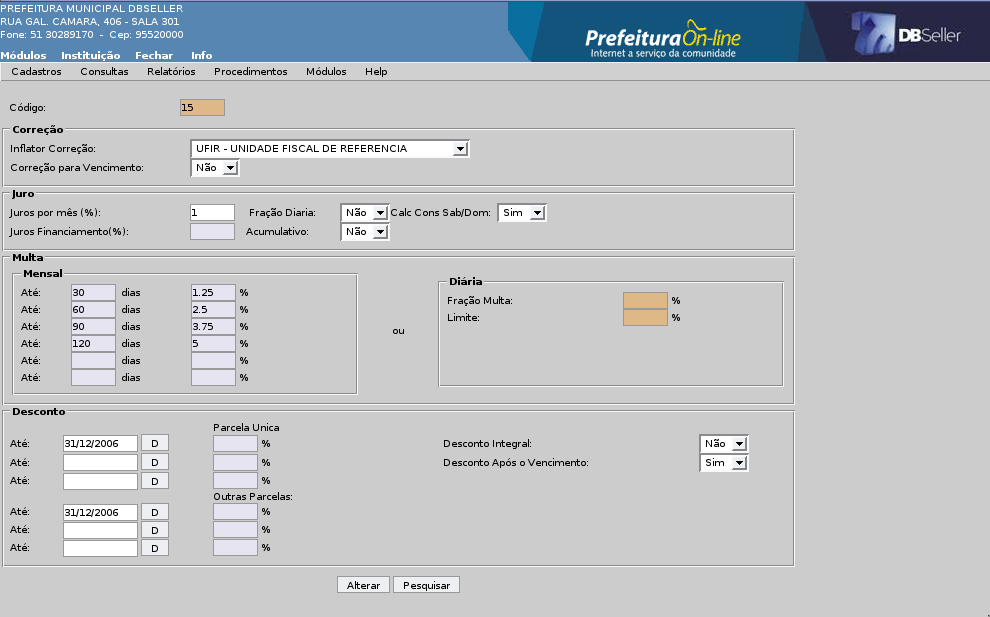 PREFEITURA MUNICIPAL DBSELLER
RUA GAL. CAMARA, 406 - SALA 301
Fone: 51 30289170 - Cep: 95520000
Prefeitura On-line
Internet a serviço da comunidade
DBSeller
Módulos Instituição Fechar Info
Cadastros Consultas Relatórios Procedimentos Módulos Help
Código: 15
Correção
Inflator Correção: UFIR - UNIDADE FISCAL DE REFERENCIA
Correção para Vencimento: Não
Juro
Juros por mês (%): 1 Fração Diaria: Não Calc Cons Sab/Dom: Sim
Juros Financiamento(%): Acumulativo: Não
Multa
Mensal
Até: 30 dias 1.25 %
Até: 60 dias 2.5 %
Até: 90 dias 3.75 %
Até: 120 dias 5 %
Até: dias %
Até: dias %
ou
Diária
Fração Multa: %
Limite: %
Desconto
Parcela Unica
Até: 31/12/2006 D %
Até: D %
Até: D %
Outras Parcelas:
Até: 31/12/2006 D %
Até: D %
Até: D %
Desconto Integral: Não
Desconto Após o Vencimento: Sim
Alterar Pesquisar